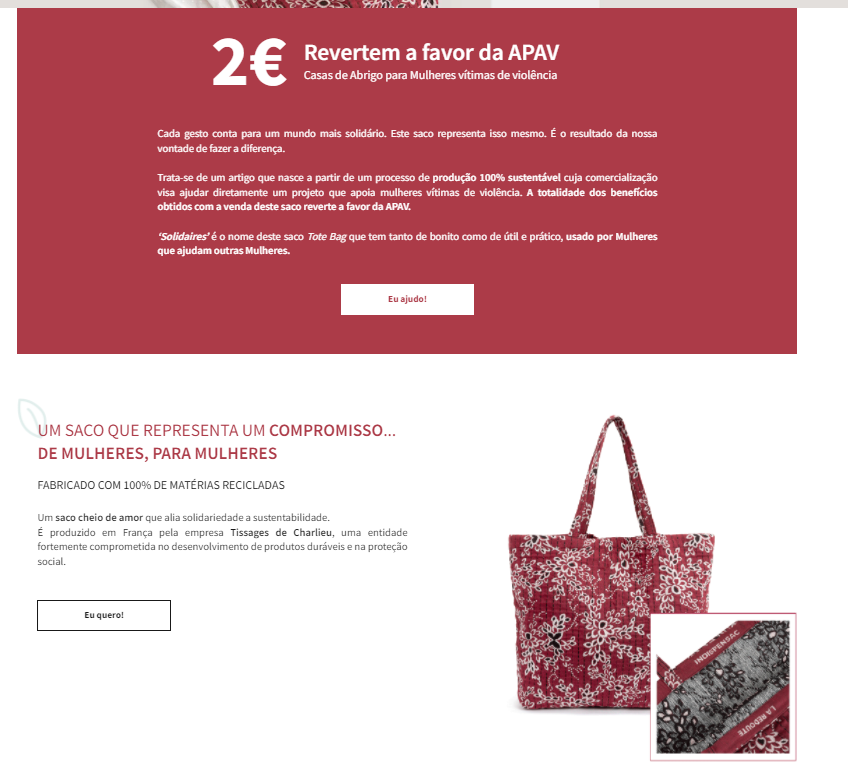 2€
Revertem a favor da APAV
Casas de Abrigo para Mulheres vítimas de violência
Cada gesto conta para um mundo mais solidário. Este saco representa isso mesmo. É o resultado da nossa
vontade de fazer a diferença.
Trata-se de um artigo que nasce a partir de um processo de produção 100% sustentável cuja comercialização
visa ajudar diretamente um projeto que apoia mulheres vítimas de violência. A totalidade dos benefícios
obtidos com a venda deste saco reverte a favor da APAV.
‘Solidaires’ é o nome deste saco Tote Bag que tem tanto de bonito como de útil e prático, usado por Mulheres
que ajudam outras Mulheres.
Eu ajudo!
UM SACO QUE REPRESENTA UM COMPROMISSO...
DE MULHERES, PARA MULHERES
FABRICADO COM 100% DE MATÉRIAS RECICLADAS
Um saco cheio de amor que alia solidariedade a sustentabilidade.
É produzido em França pela empresa Tissages de Charlieu, uma entidade
fortemente comprometida no desenvolvimento de produtos duráveis e na proteção
social.
Eu quero!
INDISPENSAC
LA REDOUTE